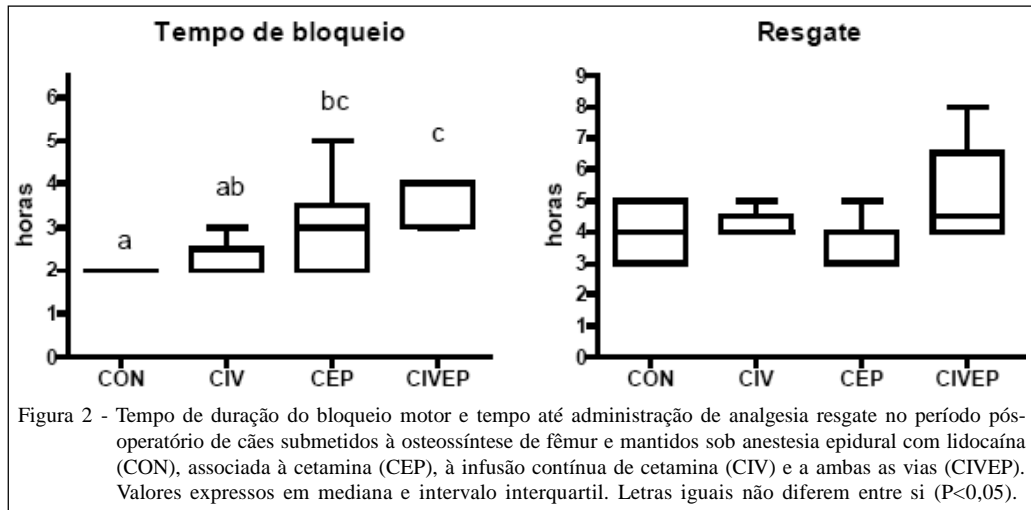 Tempo de bloqueio
horas
6
5
4
3
2
1
0
a
ab
bc
c
CON CIV CEP CIVEP
Resgate
horas
9
8
7
6
5
4
3
2
1
0
CON CIV CEP CIVEP
Figura 2 - Tempo de duração do bloqueio motor e tempo até administração de analgesia resgate no período pós-
operatório de cães submetidos à osteossíntese de fêmur e mantidos sob anestesia epidural com lidocaína
(CON), associada à cetamina (CEP), à infusão contínua de cetamina (CIV) e a ambas as vias (CIVEP).
Valores expressos em mediana e intervalo interquartil. Letras iguais não diferem entre si (P<0,05).